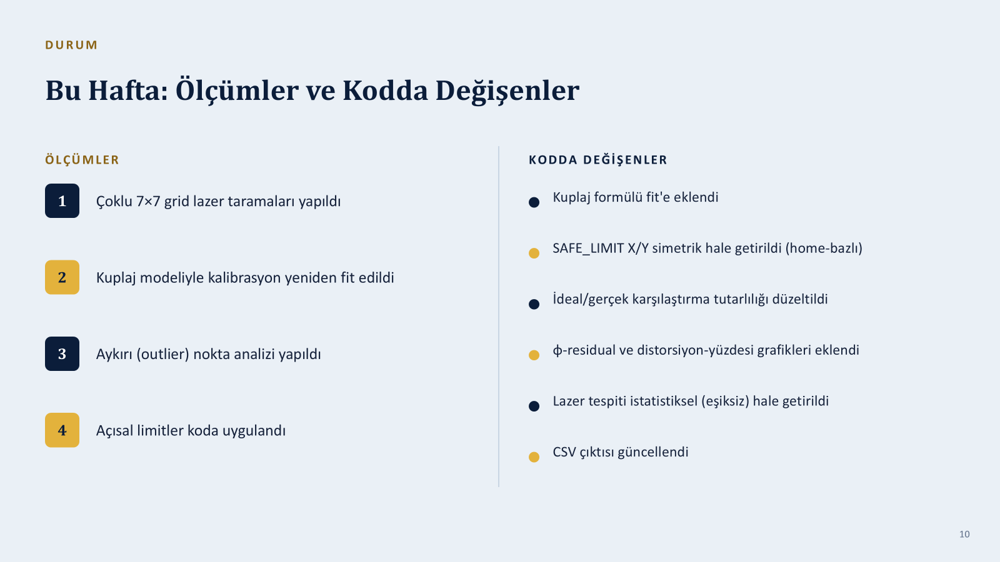 DURUM
Bu Hafta: Ölçümler ve Kodda Değişenler
ÖLÇÜMLER
1 Çoklu 7×7 grid lazer taramaları yapıldı
2 Kuplaj modeliyle kalibrasyon yeniden fit edildi
3 Aykırı (outlier) nokta analizi yapıldı
4 Açısal limitler koda uygulandı
KODDA DEĞİŞENLER
Kuplaj formülü fit'e eklendi
SAFE_LIMIT X/Y simetrik hale getirildi (home-bazlı)
İdeal/gerçek karşılaştırma tutarlılığı düzeltildi
ϕ-residual ve distorsiyon-yüzdesi grafikleri eklendi
Lazer tespiti istatistiksel (eşiksiz) hale getirildi
CSV çıktısı güncellendi
10